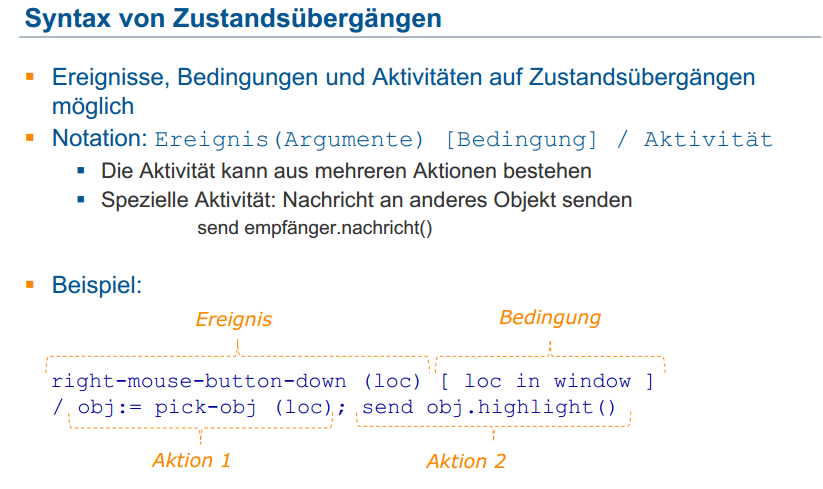 Syntax von Zustandsübergängen
Ereignisse, Bedingungen und Aktivitäten auf Zustandsübergängen
möglich
Notation: Ereignis(Argumente) [Bedingung] / Aktivität
Die Aktivität kann aus mehreren Aktionen bestehen
Spezielle Aktivität: Nachricht an anderes Objekt senden
send empfänger.nachricht()
Beispiel:
Ereignis
Bedingung
right-mouse-button-down (loc) [ loc in window ]
/ obj:= pick-obj (loc); send obj.highlight()
Aktion 1
Aktion 2